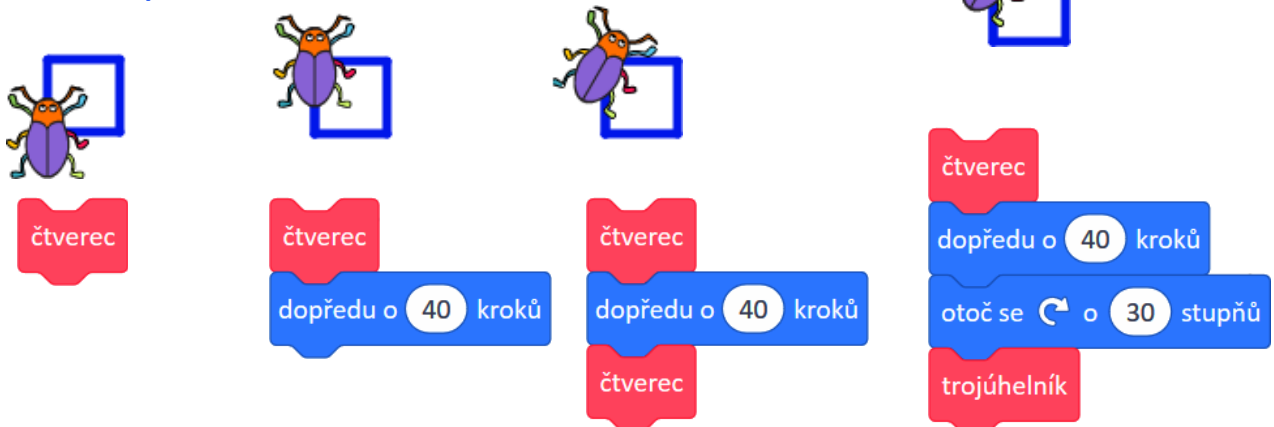 čtverec
čtverec
dopředu o 40 kroků
čtverec
dopředu o 40 kroků
čtverec
čtverec
dopředu o 40 kroků
otoč se o 30 stupňů
trojúhelník